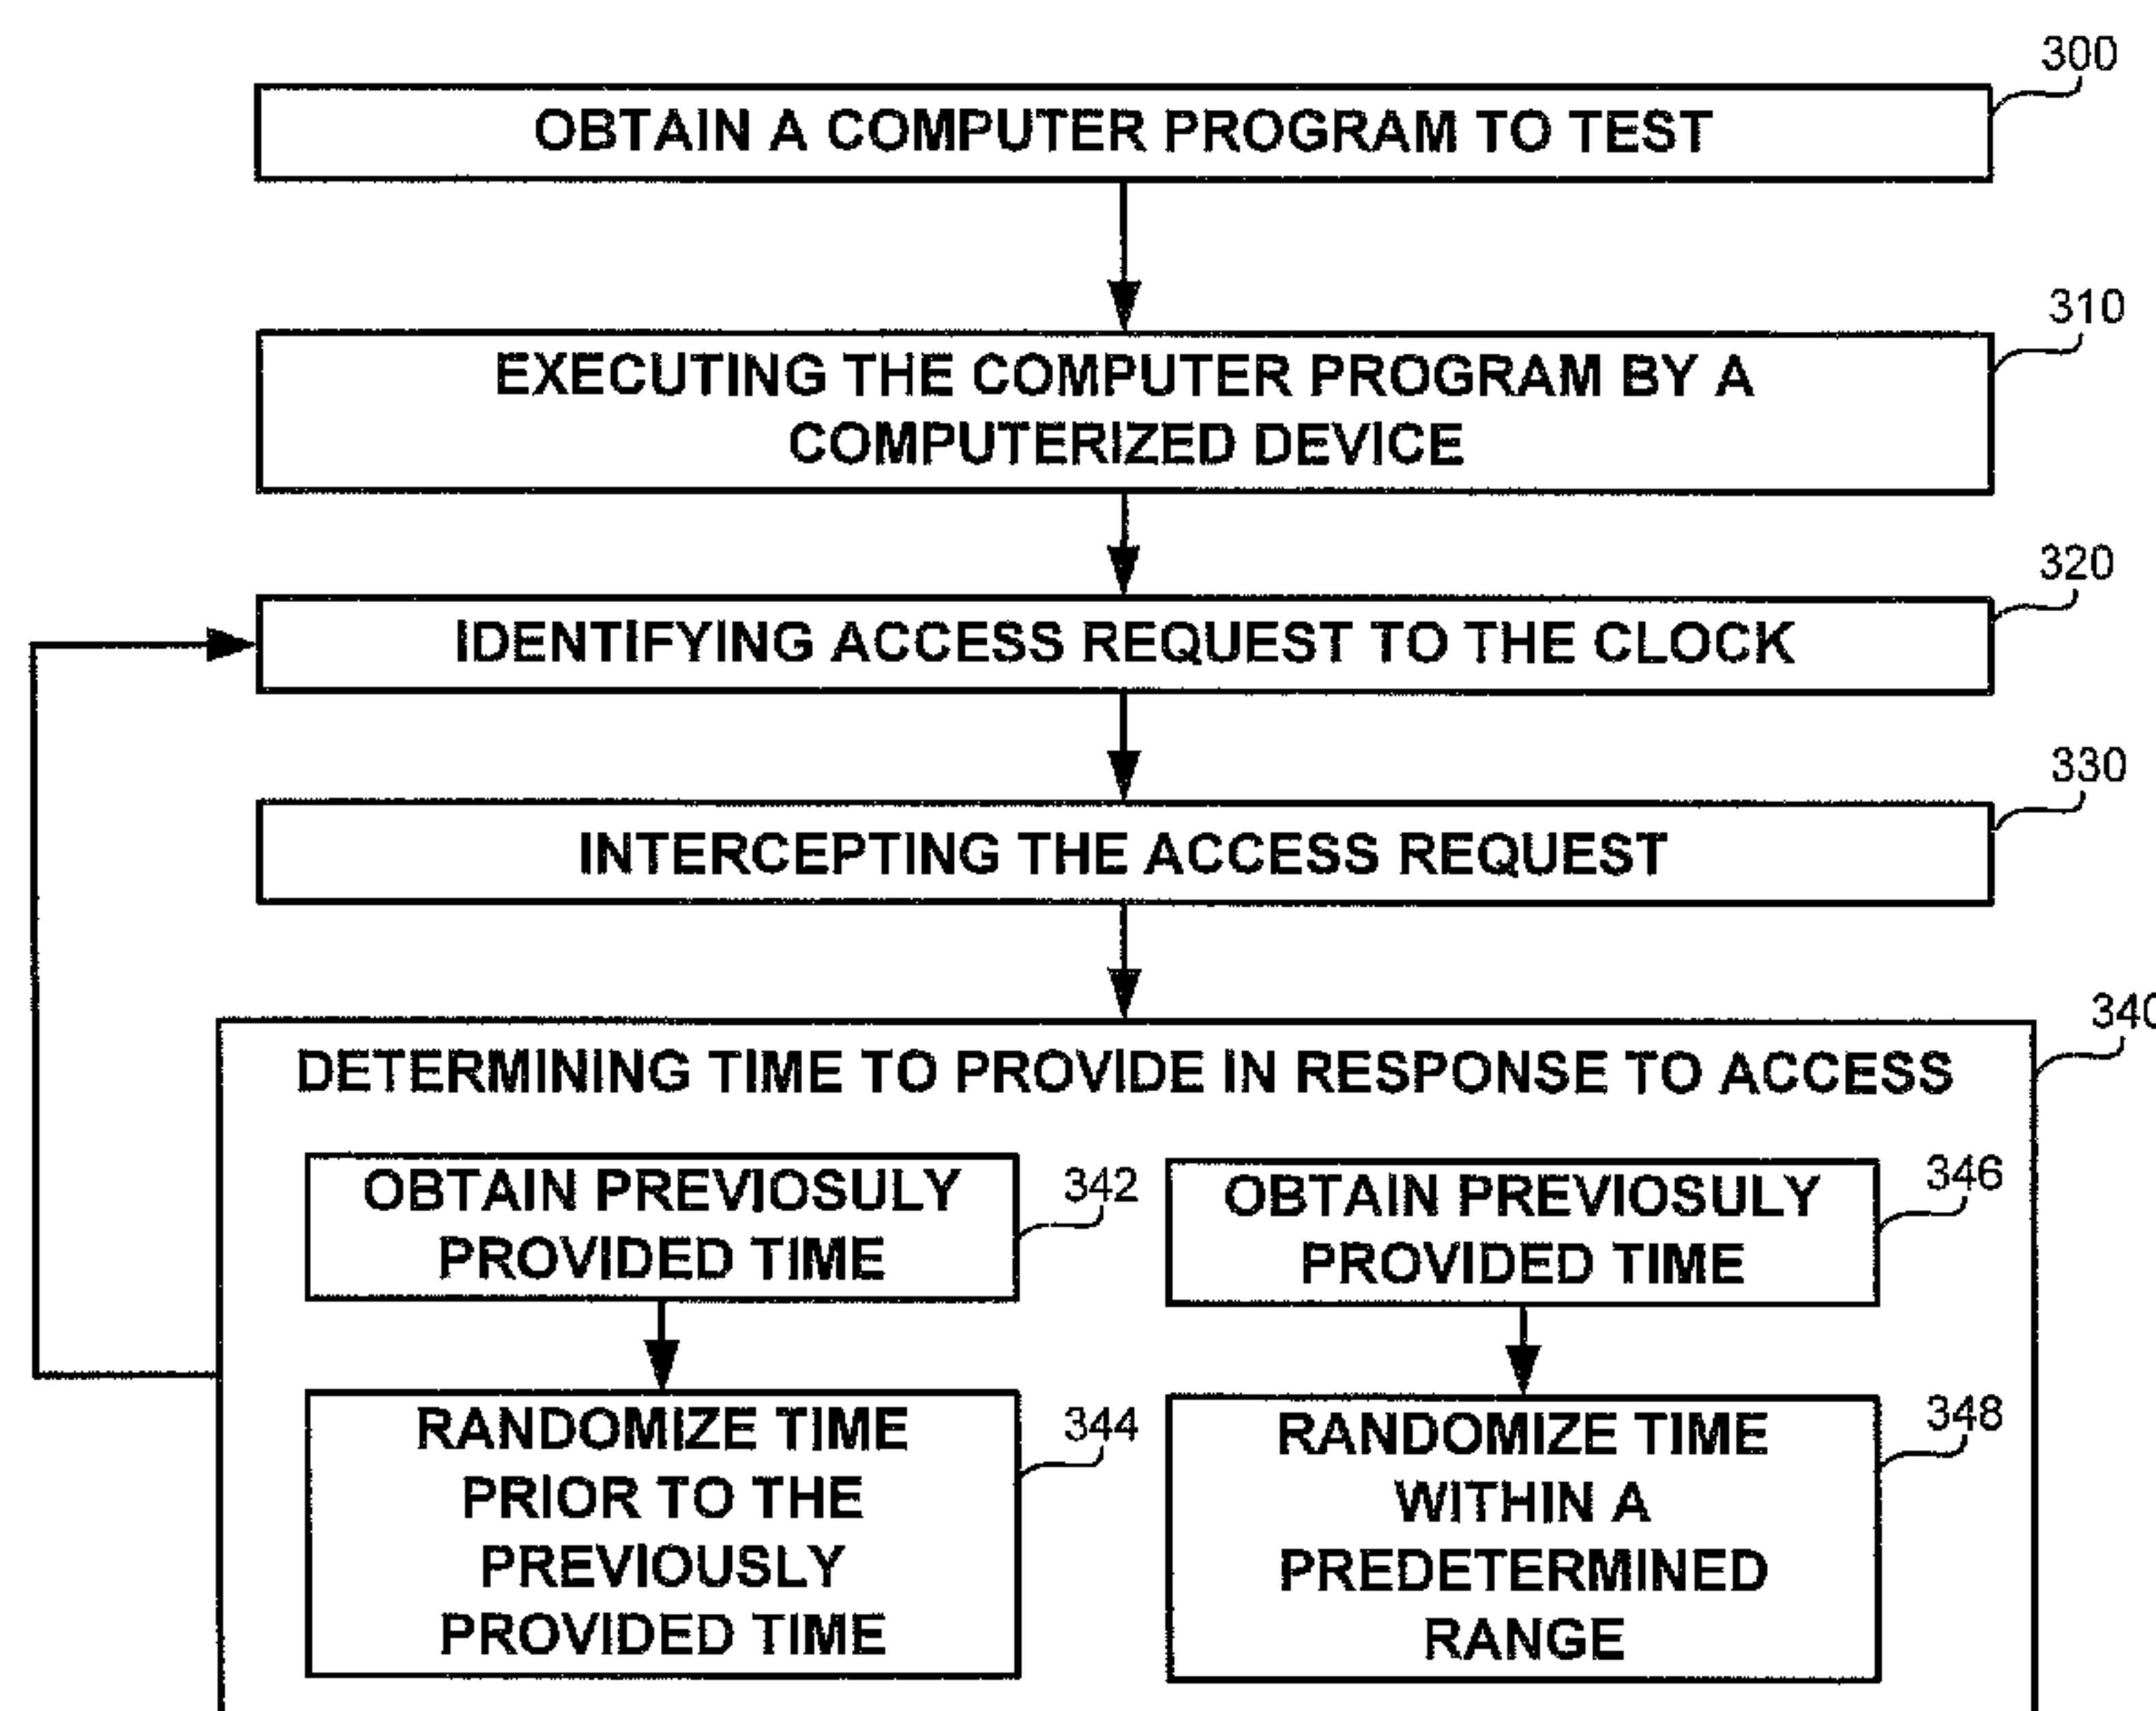 300
OBTAIN A COMPUTER PROGRAM TO TEST
310
EXECUTING THE COMPUTER PROGRAM BY A
COMPUTERIZED DEVICE
320
IDENTIFYING ACCESS REQUEST TO THE CLOCK
330
INTERCEPTING THE ACCESS REQUEST
340
DETERMINING TIME TO PROVIDE IN RESPONSE TO ACCESS
OBTAIN PREVIOSULY
PROVIDED TIME
342
RANDOMIZE TIME
PRIOR TO THE
PREVIOUSLY
PROVIDED TIME
344
OBTAIN PREVIOSULY
PROVIDED TIME
346
RANDOMIZE TIME
WITHIN A
PREDETERMINED
RANGE
348